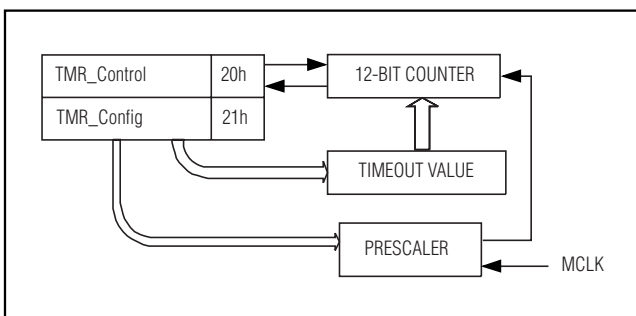 TMR_Control 20h
12-BIT COUNTER
TMR_Config 21h
TIMEOUT VALUE
PRESCALER
MCLK